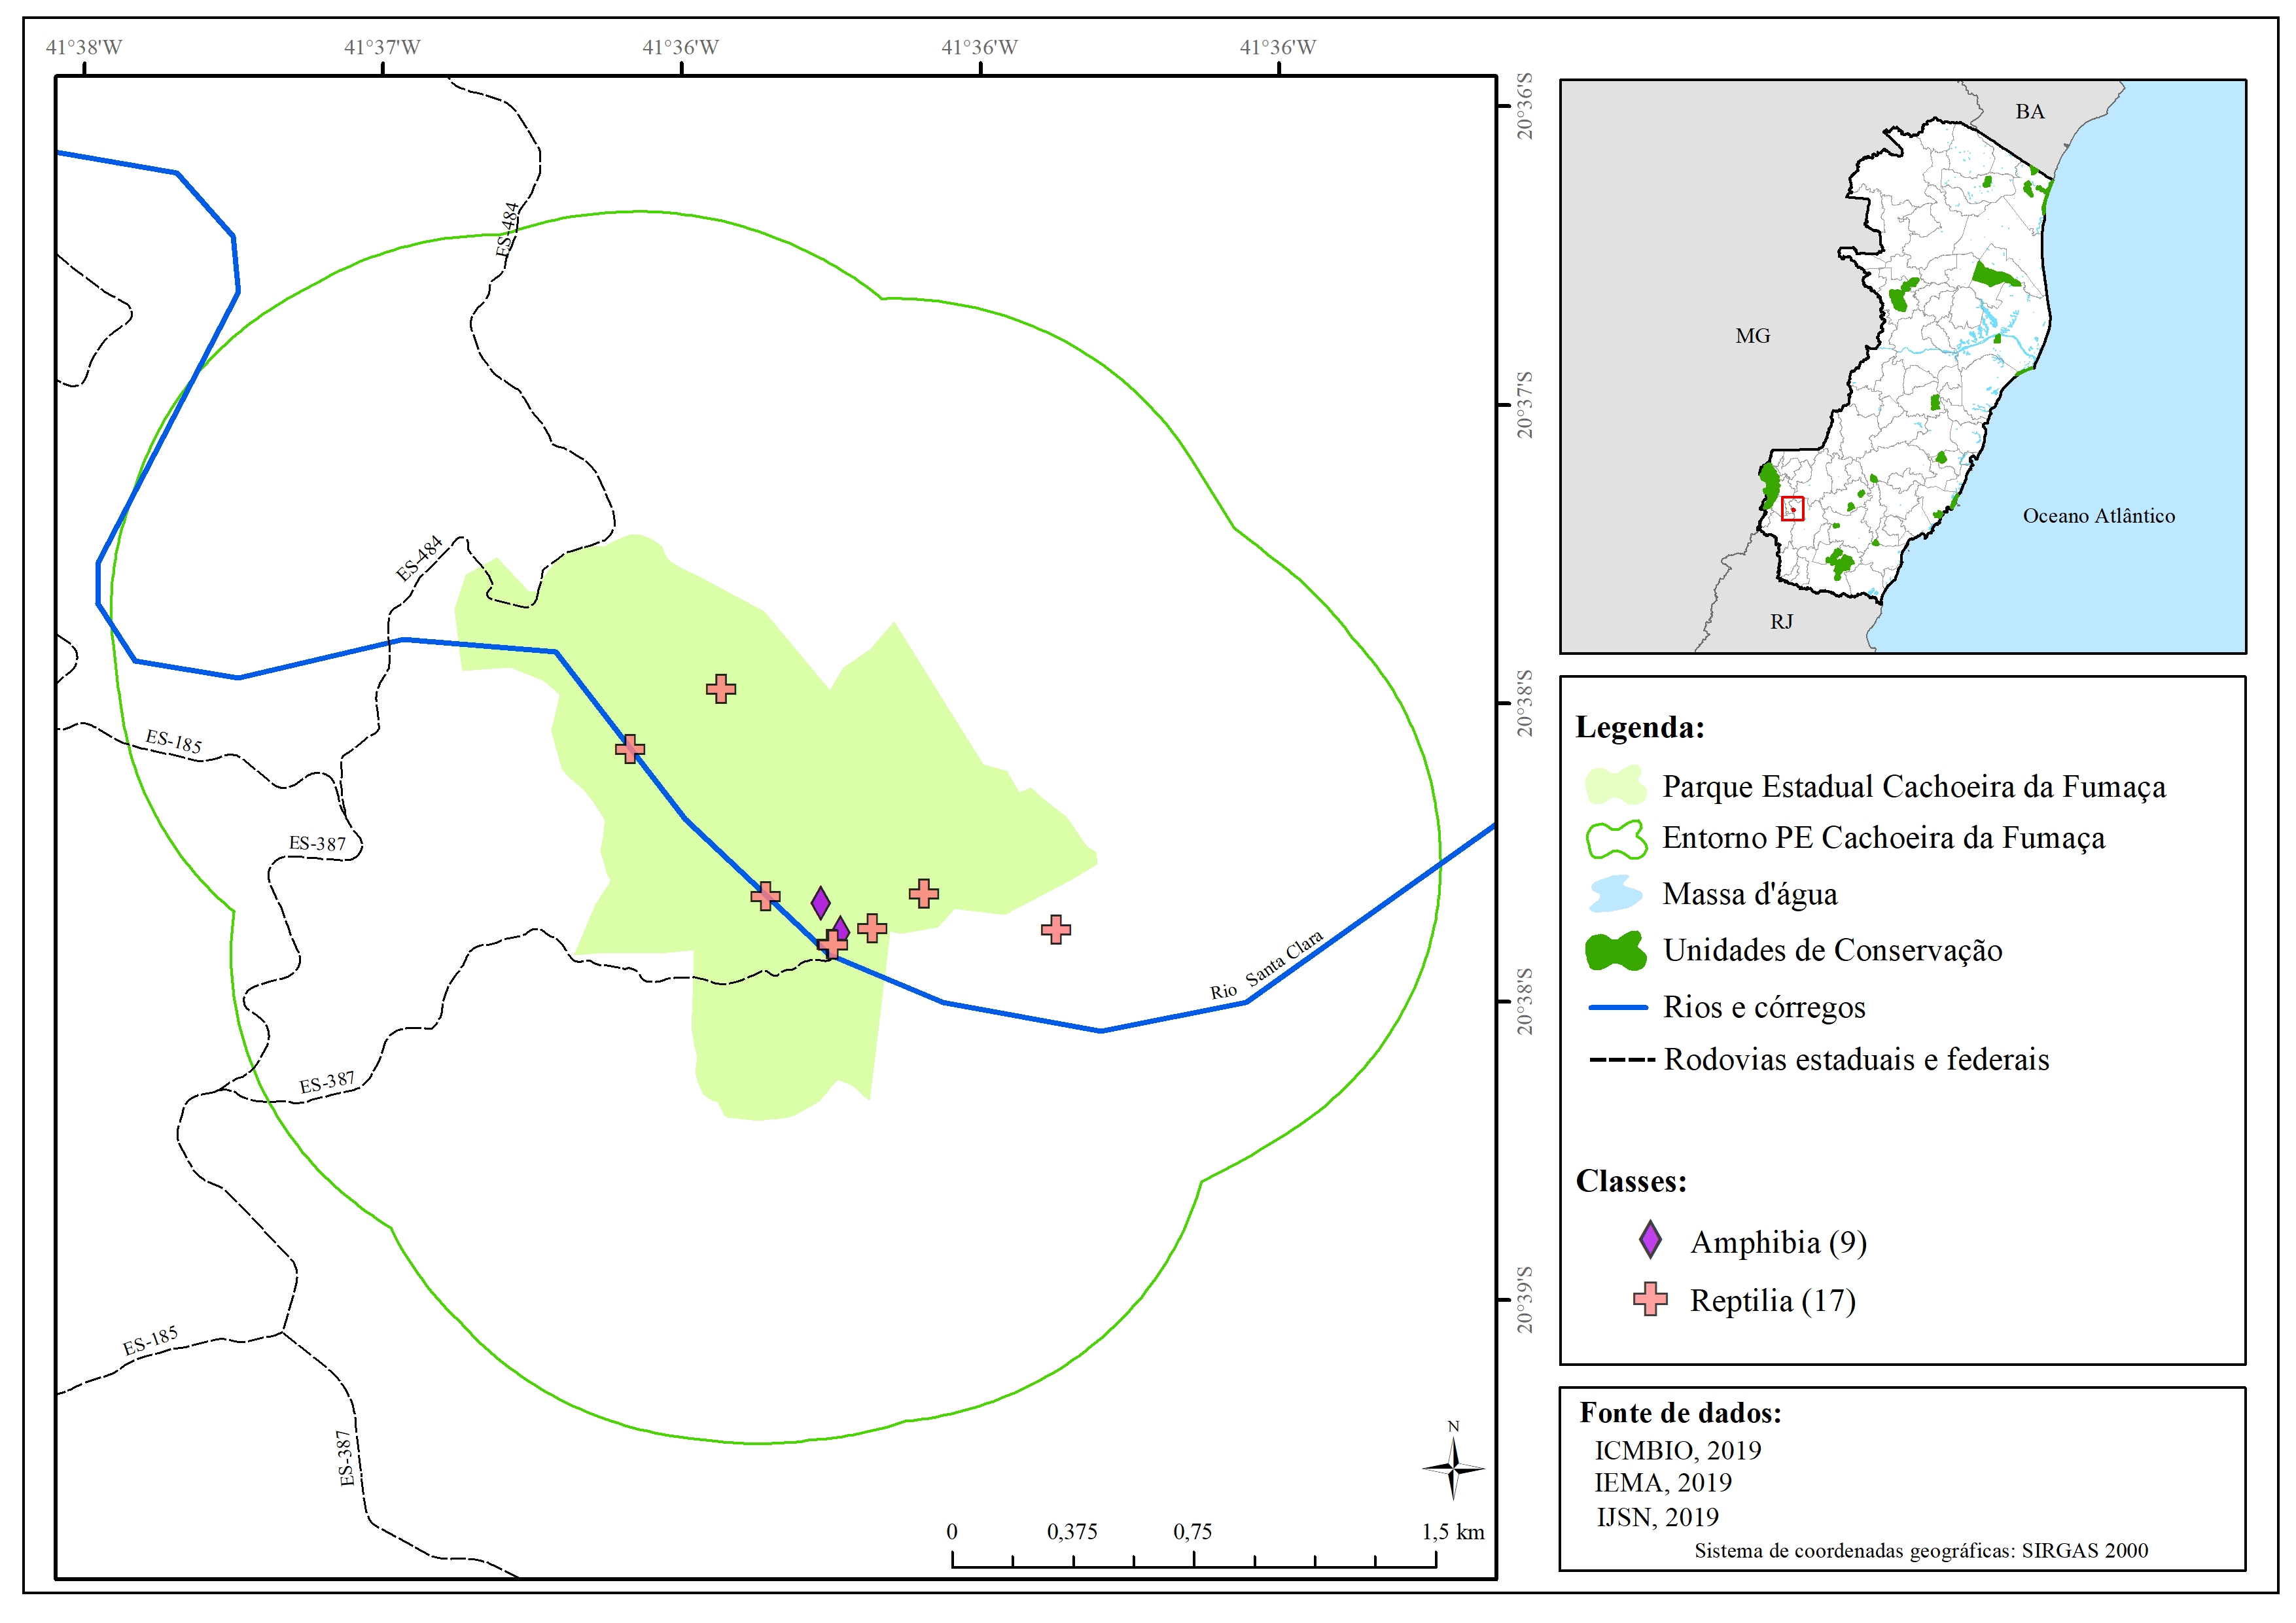 41°38'W
41°37'W
41°36'W
41°36'W
41°36'W
20°36'S
20°37'S
20°38'S
20°38'S
20°39'S
ES-484
ES-484
ES-185
ES-387
ES-387
ES-185
ES-387
Rio Santa Clara
N
0
0,375
0,75
1,5 km
BA
MG
Oceano Atlântico
RJ
Legenda:
Parque Estadual Cachoeira da Fumaça
Entorno PE Cachoeira da Fumaça
Massa d'água
Unidades de Conservação
Rios e córregos
Rodovias estaduais e federais
Classes:
Amphibia (9)
Reptilia (17)
Fonte de dados:
ICMBIO, 2019
IEMA, 2019
IJSN, 2019
Sistema de coordenadas geográficas: SIRGAS 2000